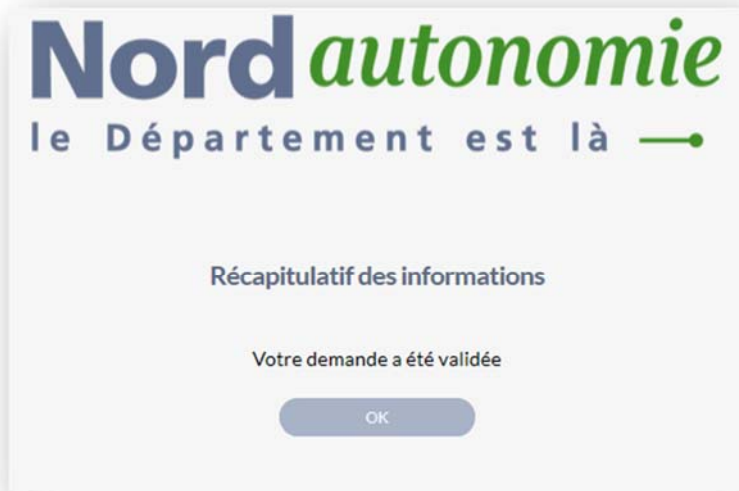 Nord autonomie
le Département est là
Récapitulatif des informations
Votre demande a été validée
OK